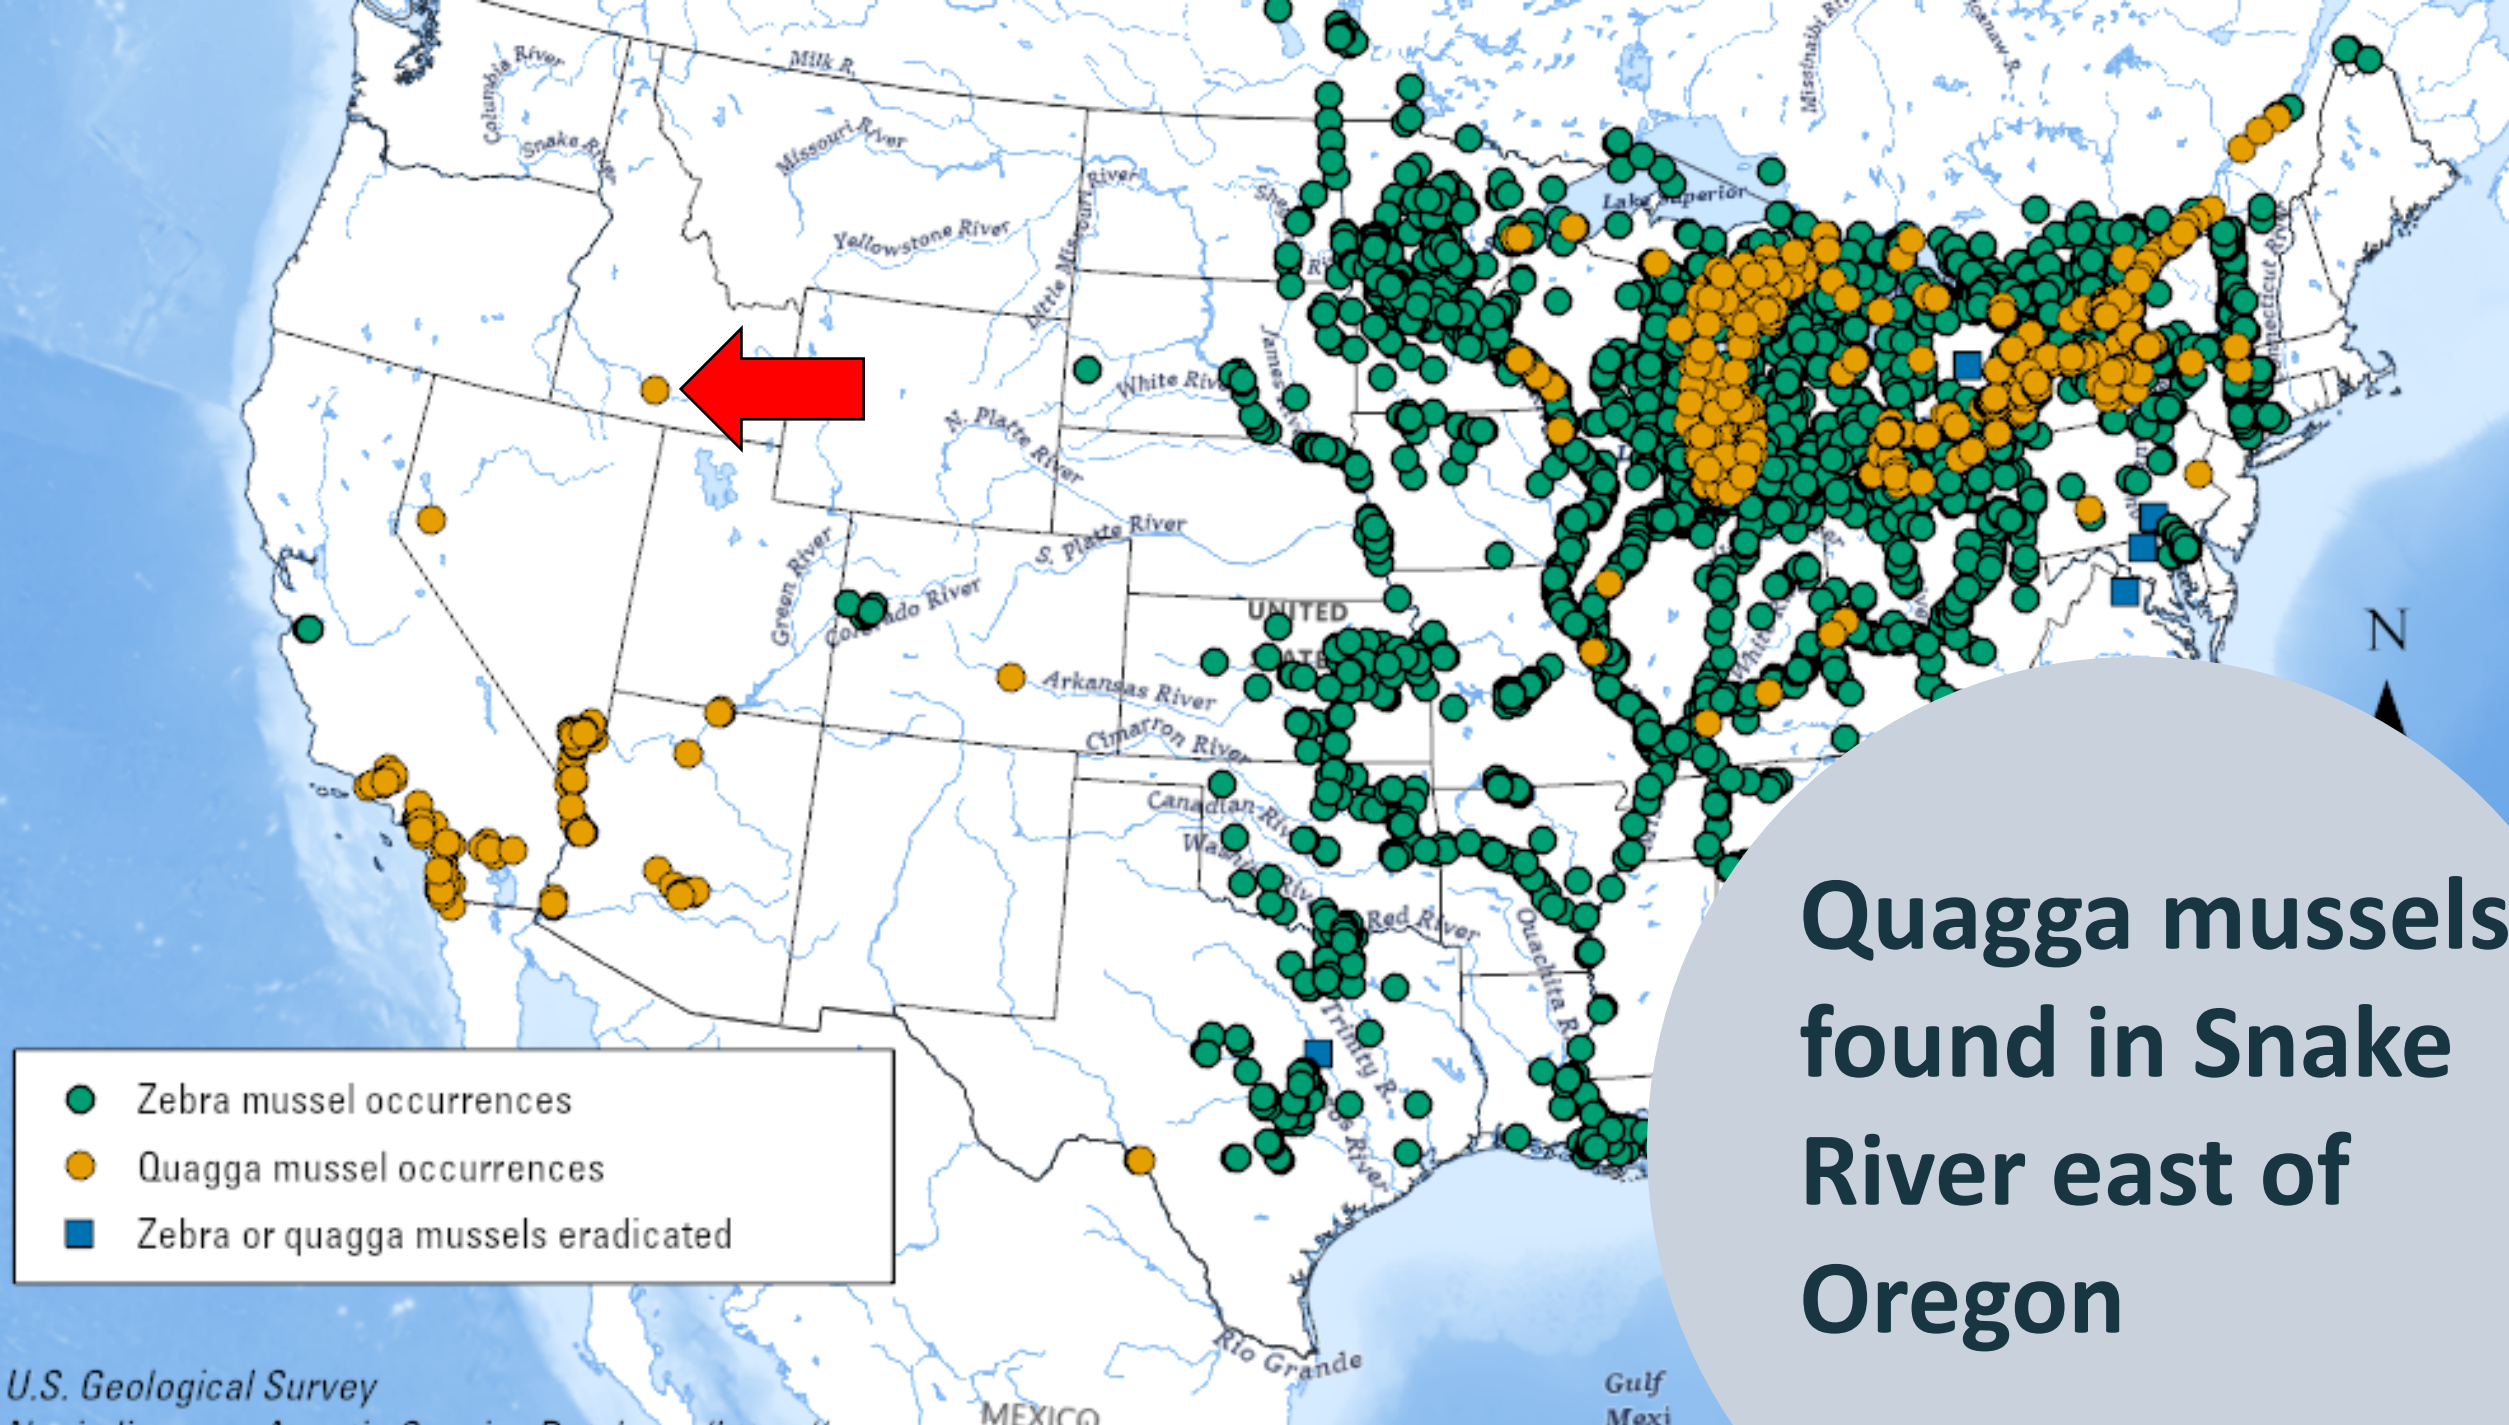 Milk R.
Columbia River
Snake River
Missouri River
Little Missouri River
Yellowstone River
Lake Superior
Missinaibi
James
White
N. Platte River
S. Platte River
Green River
Colorado River
UNITED
Arkansas River
Cimarron River
Canadian
Red River
Ouachita R.
Trinity R.
River
Rio Grande
MEXICO
Gulf
Mexi
N
Zebra mussel occurrences
Quagga mussel occurrences
Zebra or quagga mussels eradicated
U.S. Geological Survey
Quagga mussels
found in Snake
River east of
Oregon